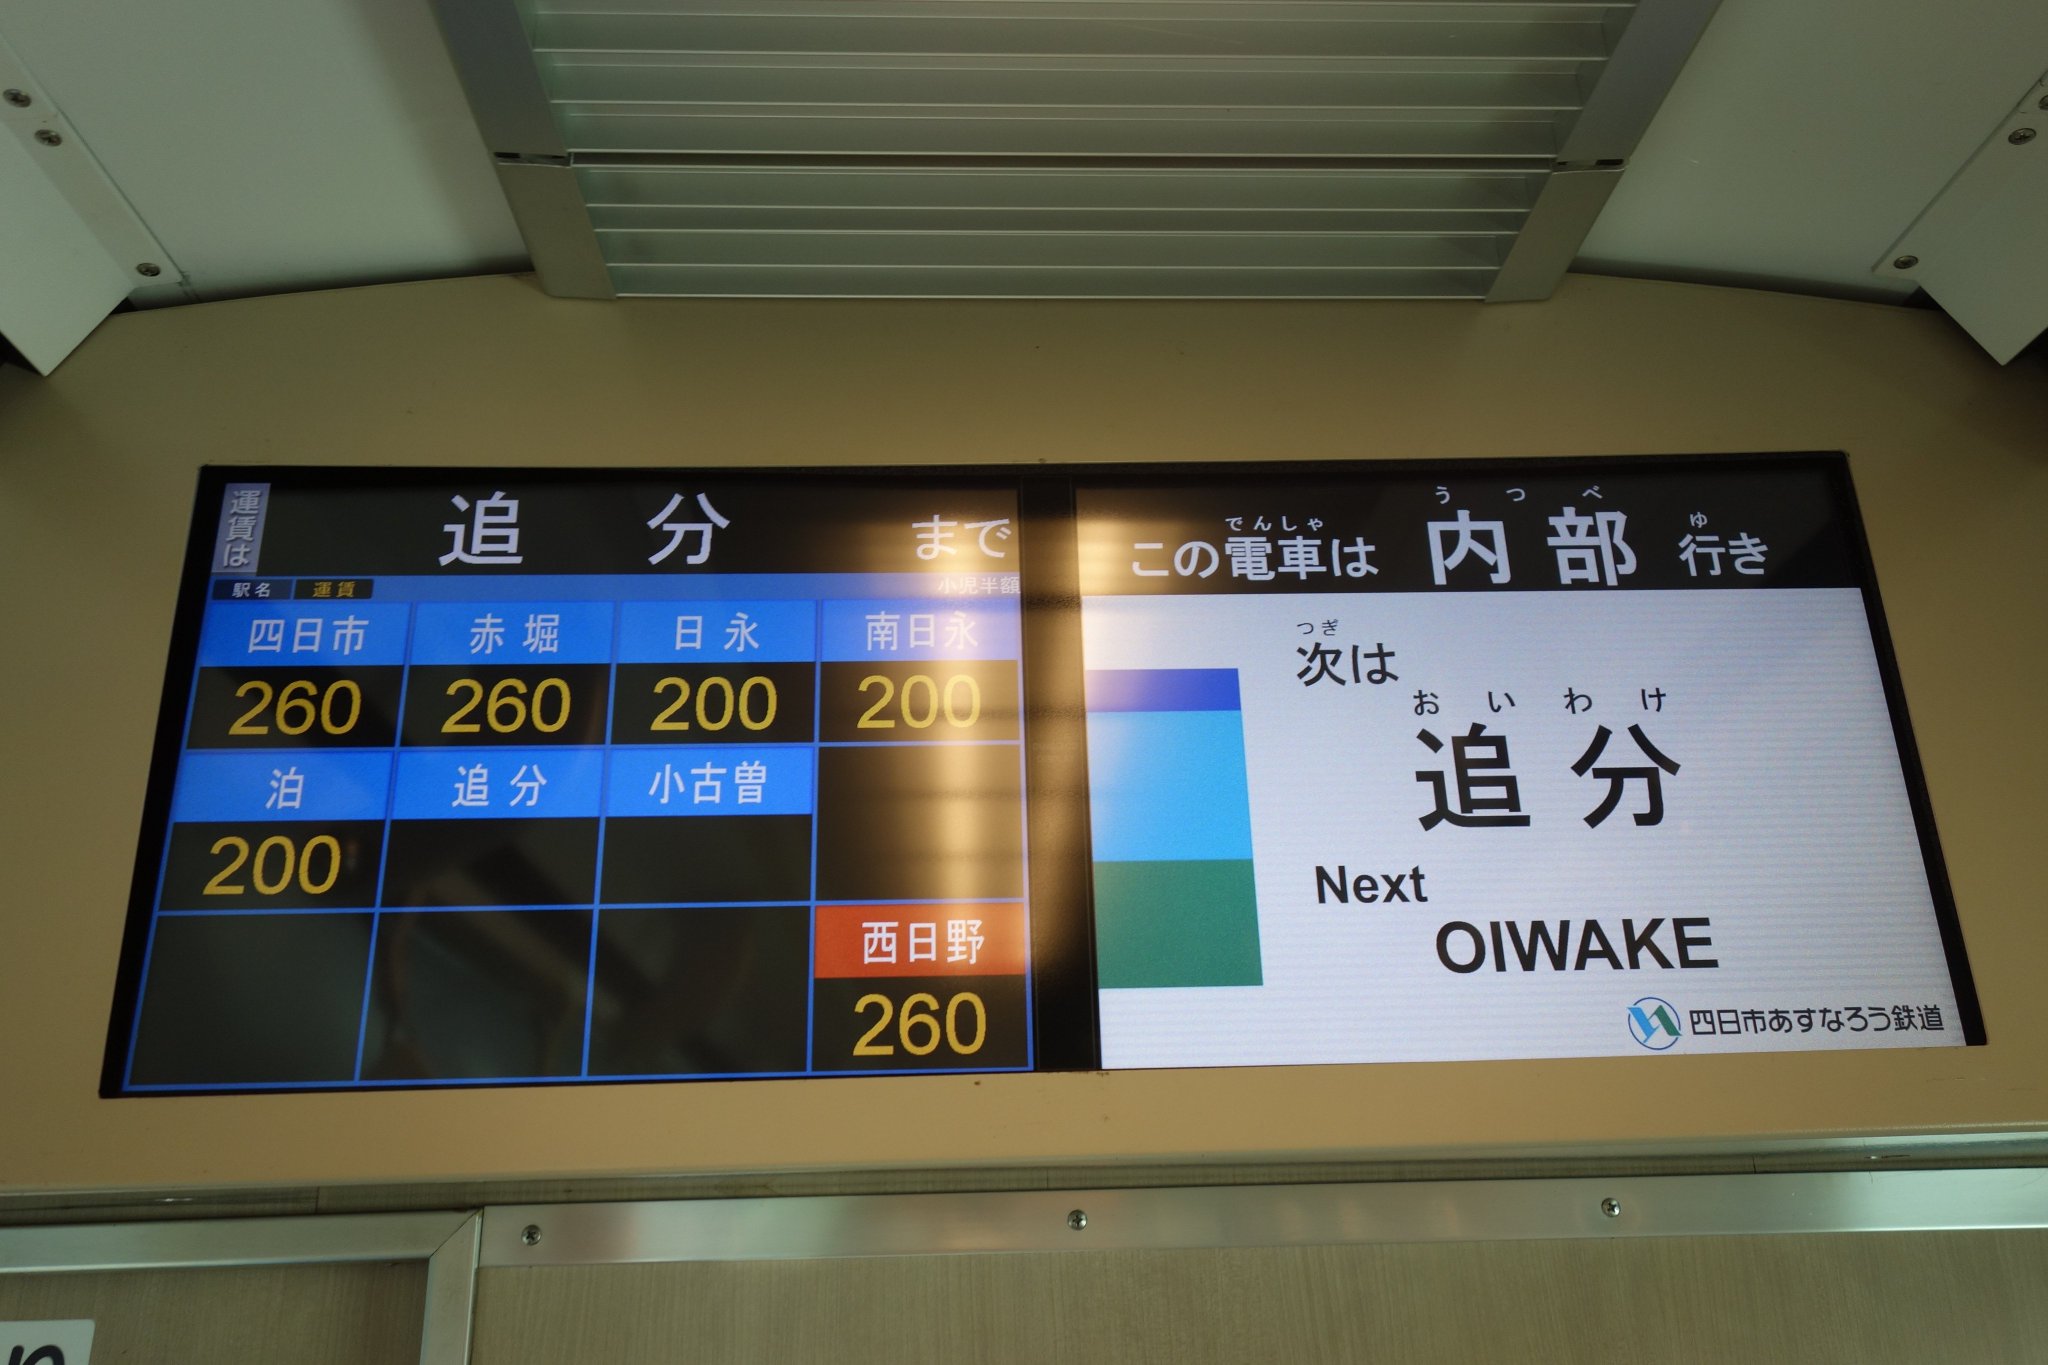 運賃は
追分 まで
駅名 運賃 小児半額
四日市 赤堀 日永 南日永
260 260 200 200
泊 追分 小古曽
200
西日野
260
うつべ
でんしゃ ゆ
この電車は 内部 行き
つぎ
次は
おいわけ
追分
Next
OIWAKE
四日市あすなろう鉄道